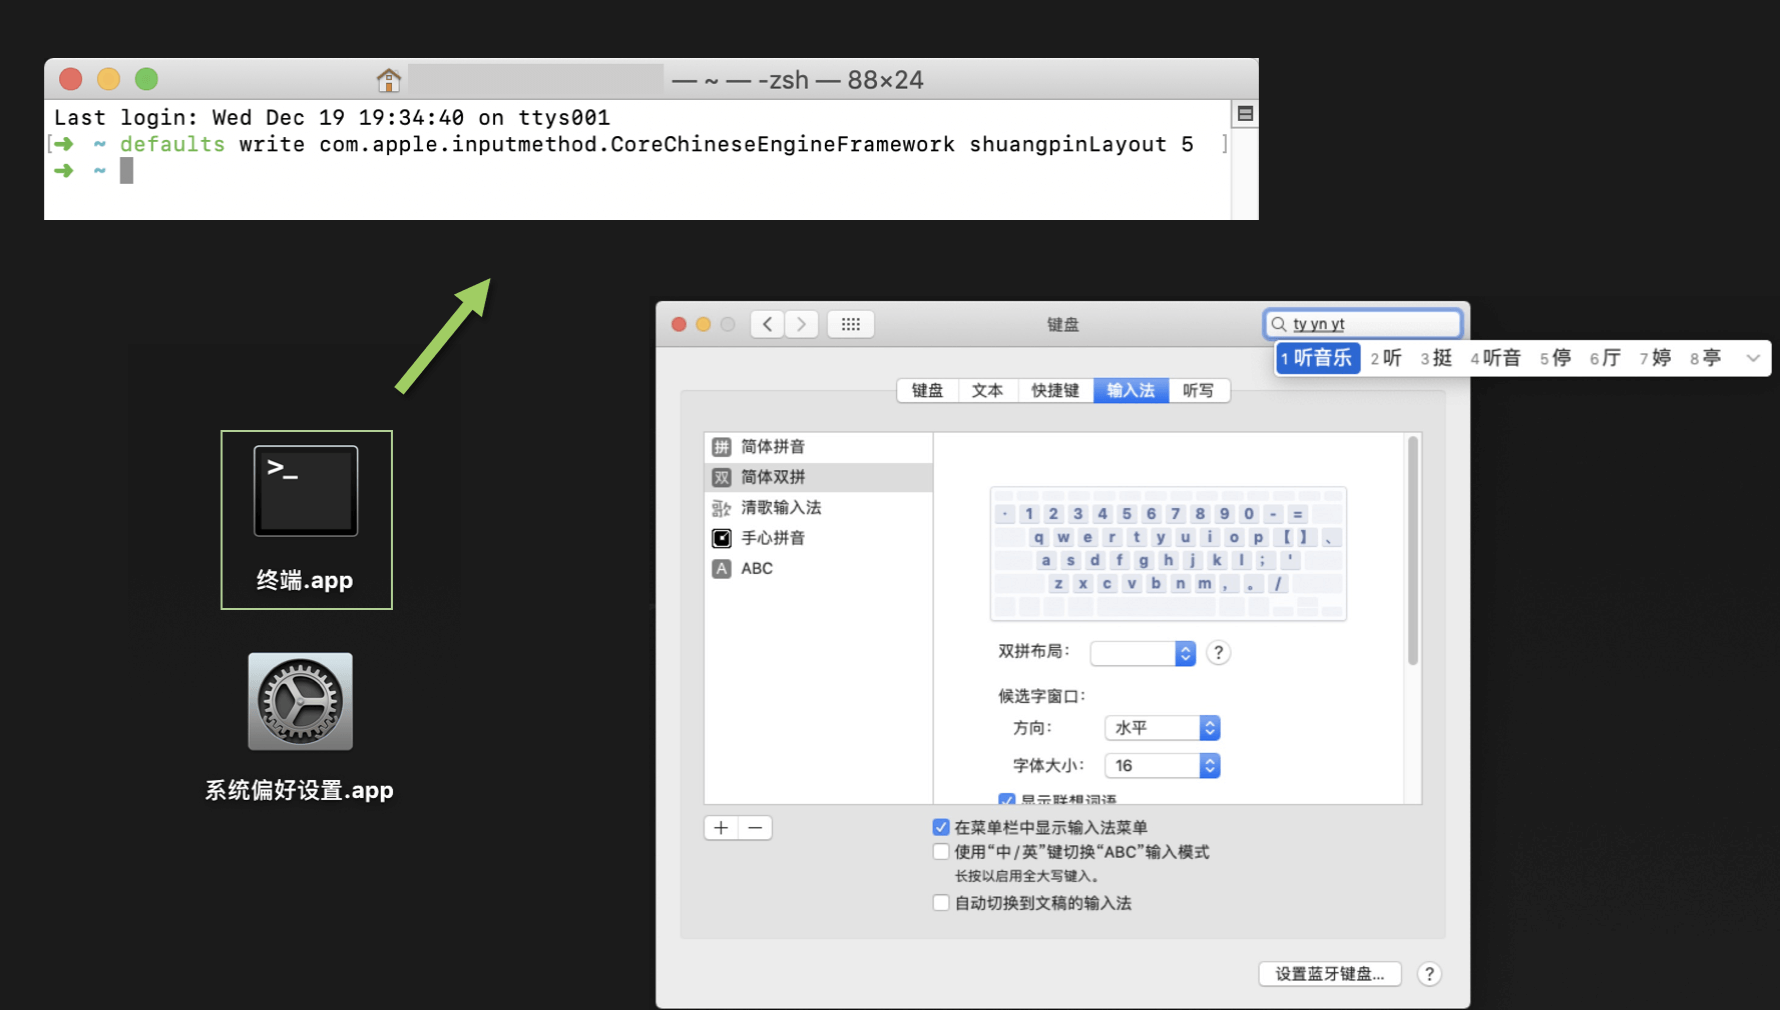 — ~ — -zsh — 88×24
Last login: Wed Dec 19 19:34:40 on ttys001
[➜ ~ defaults write com.apple.inputmethod.CoreChineseEngineFramework shuangpinLayout 5 ]
➜ ~
>_
终端.app
系统偏好设置.app
键盘
ty yn yt
1 听音乐 2 听 3 挺 4 听音 5 停 6 厅 7 婷 8 亭
键盘 文本 快捷键 输入法 听写
拼 简体拼音
双 简体双拼
清歌输入法
手心拼音
A ABC
· 1 2 3 4 5 6 7 8 9 0 - =
q w e r t y u i o p 【 】 、
a s d f g h j k l ; '
z x c v b n m , 。 /
双拼布局: ?
候选字窗口:
方向: 水平
字体大小: 16
显示联想词语
+ −
在菜单栏中显示输入法菜单
使用“中/英”键切换“ABC”输入模式
长按以启用全大写键入。
自动切换到文稿的输入法
设置蓝牙键盘... ?